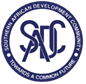 SOUTHERN AFRICAN DEVELOPMENT COMMUNITY
SADC
TOWARDS A COMMON FUTURE